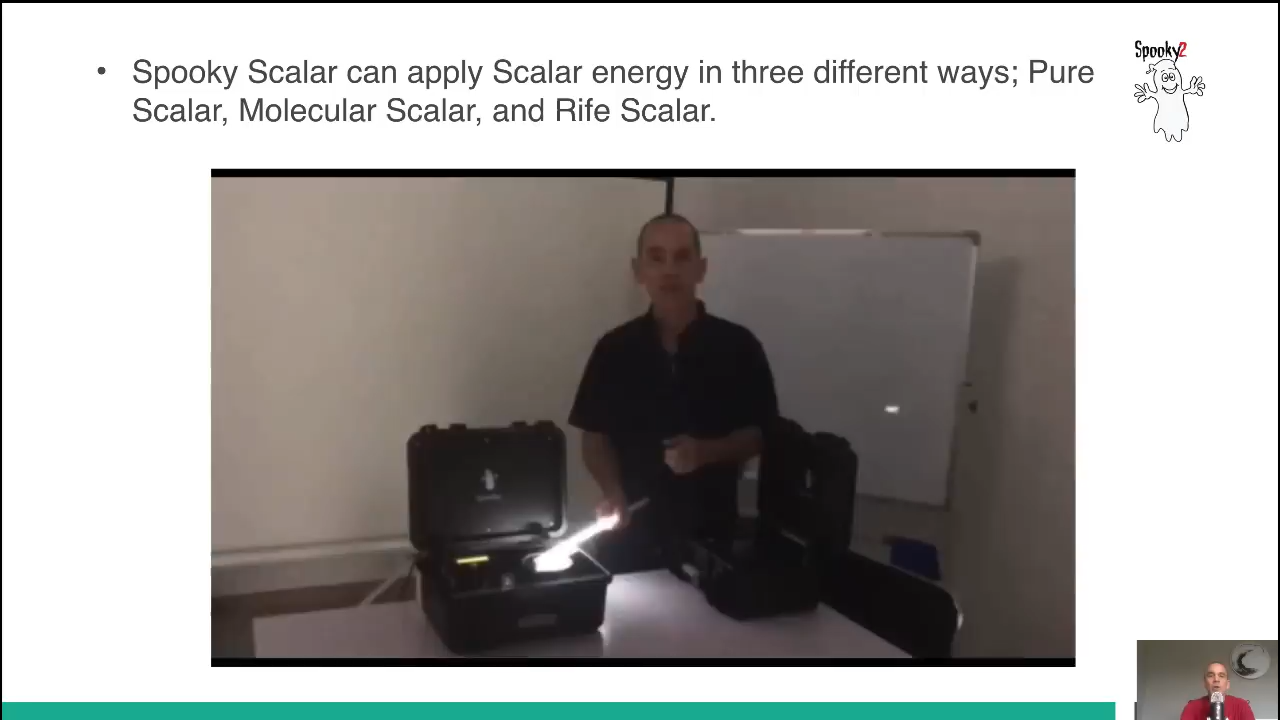 • Spooky Scalar can apply Scalar energy in three different ways; Pure
Scalar, Molecular Scalar, and Rife Scalar.
Spooky2